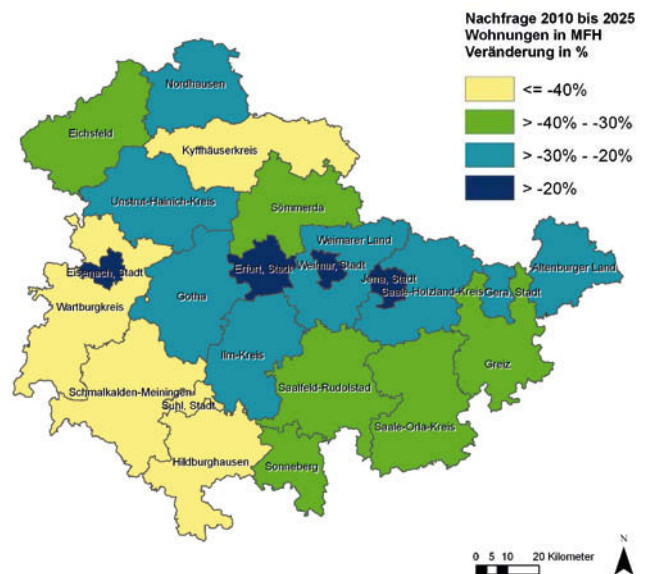 Nachfrage 2010 bis 2025
Wohnungen in MFH
Veränderung in %
<= -40%
> -40% - -30%
> -30% - -20%
> -20%
Nordhausen
Eichsfeld
Kyffhäuserkreis
Unstrut-Hainich-Kreis
Sömmerda
Weimarer Land
Eisenach, Stadt
Erfurt, Stadt
Weimar, Stadt
Jena, Stadt
Altenburger Land
Gotha
Saale-Holzland-Kreis
Gera, Stadt
Wartburgkreis
Ilm-Kreis
Greiz
Schmalkalden-Meiningen
Saalfeld-Rudolstadt
Suhl, Stadt
Saale-Orla-Kreis
Hildburghausen
Sonneberg
N
0 5 10 20 Kilometer